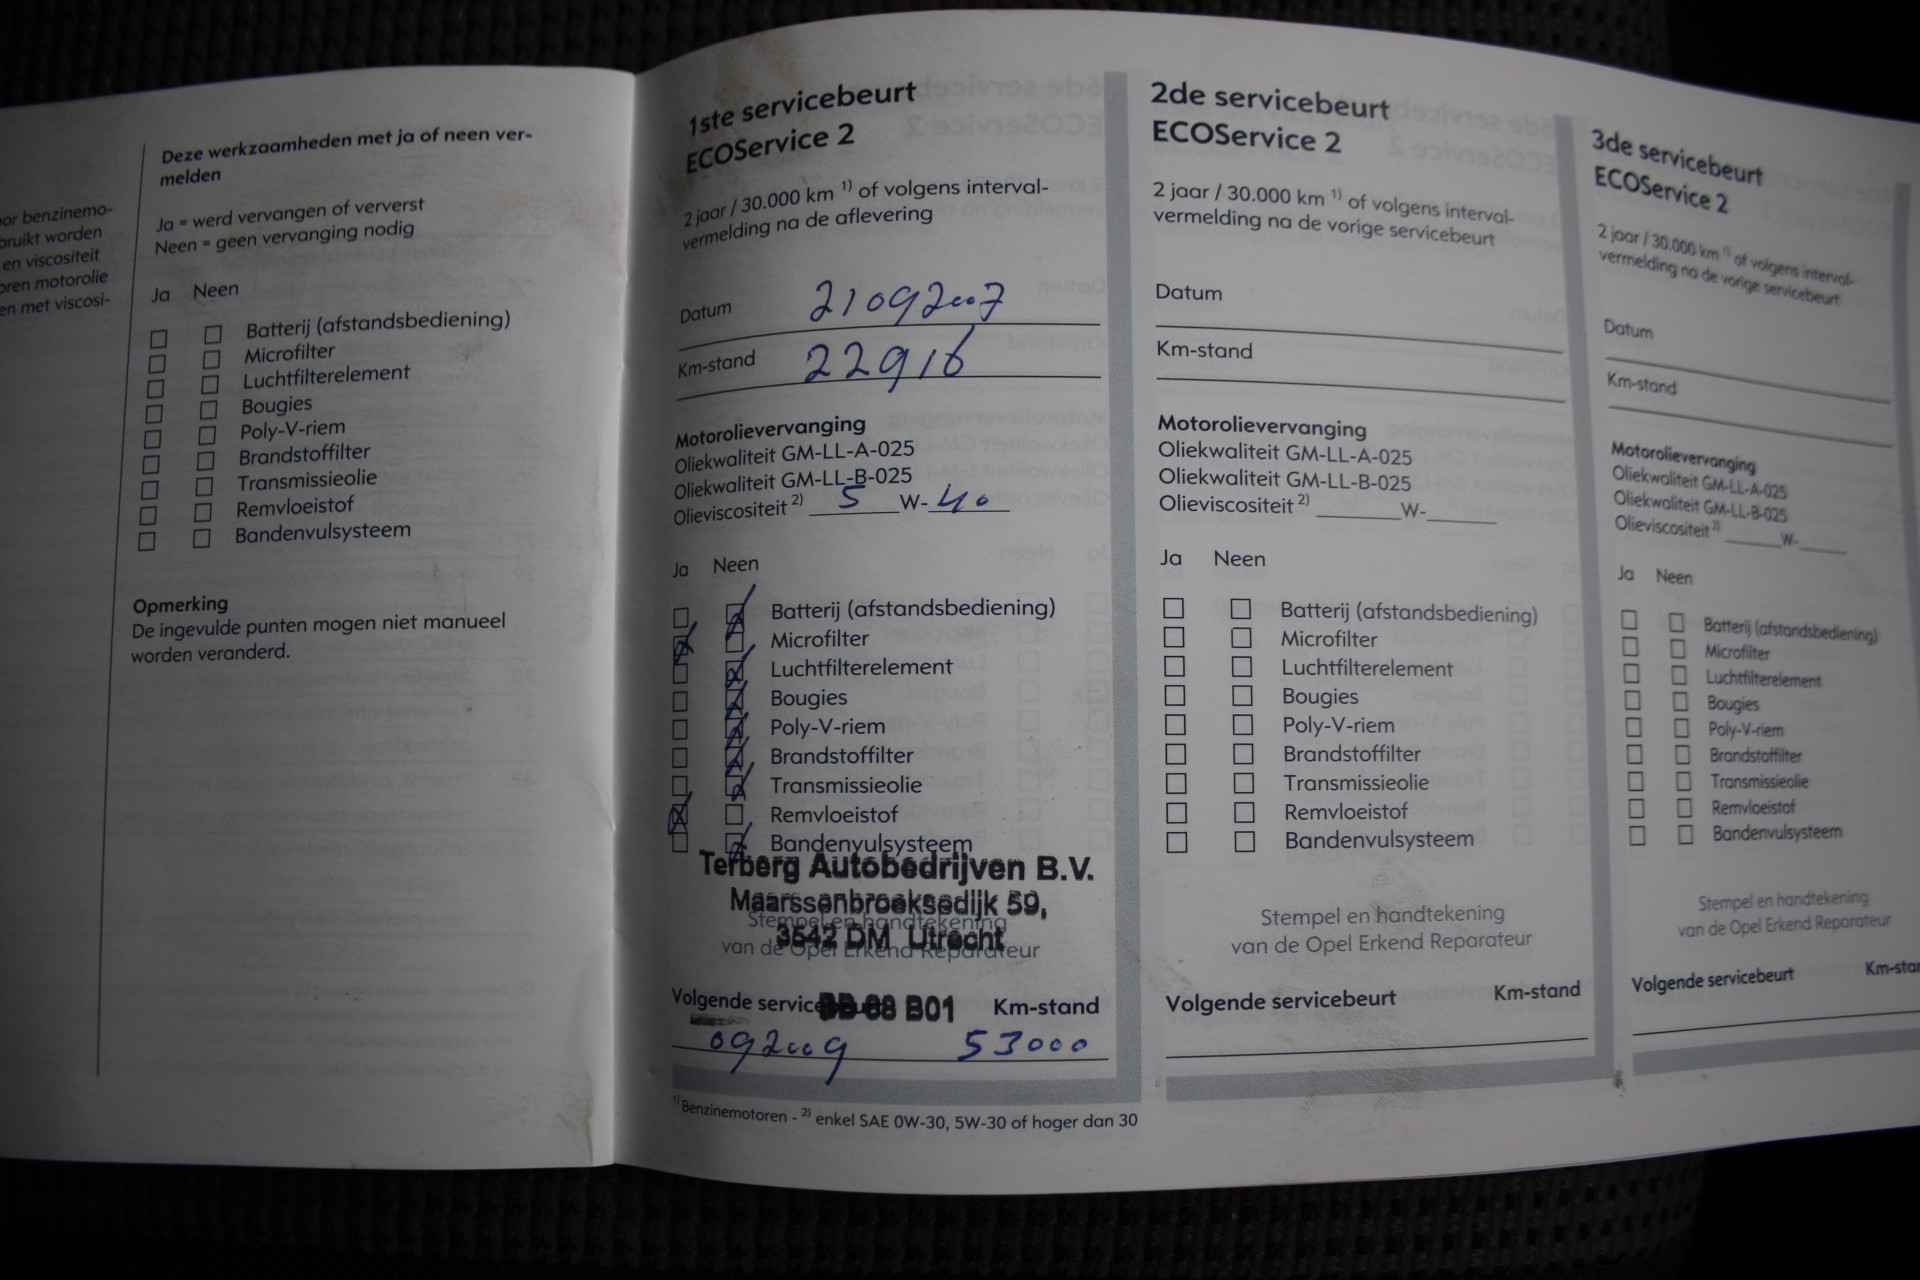 or benzinemo-
bruikt worden
en viscositeit
oren motorolie
en met viscosi-
Deze werkzaamheden met ja of neen ver-
melden
Ja = werd vervangen of ververst
Neen = geen vervanging nodig
Ja Neen
Batterij (afstandsbediening)
Microfilter
Luchtfilterelement
Bougies
Poly-V-riem
Brandstoffilter
Transmissieolie
Remvloeistof
Bandenvulsysteem
Opmerking
De ingevulde punten mogen niet manueel
worden veranderd.
1ste servicebeurt
ECOService 2
2 jaar / 30.000 km 1) of volgens interval-
vermelding na de aflevering
Datum 21092007
Km-stand 22916
Motorolievervanging
Oliekwaliteit GM-LL-A-025
Oliekwaliteit GM-LL-B-025
Olieviscositeit 2) 5 W- 40
Ja Neen
Batterij (afstandsbediening)
Microfilter
Luchtfilterelement
Bougies
Poly-V-riem
Brandstoffilter
Transmissieolie
Remvloeistof
Bandenvulsysteem
Terberg Autobedrijven B.V.
Maarssenbroeksedijk 59,
Stempel en handtekening
3542 DM Utrecht
van de Opel Erkend Reparateur
Volgende service B01 Km-stand
092009 53000
1) Benzinemotoren - 2) enkel SAE 0W-30, 5W-30 of hoger dan 30
2de servicebeurt
ECOService 2
2 jaar / 30.000 km 1) of volgens interval-
vermelding na de vorige servicebeurt
Datum
Km-stand
Motorolievervanging
Oliekwaliteit GM-LL-A-025
Oliekwaliteit GM-LL-B-025
Olieviscositeit 2) ______W-______
Ja Neen
Batterij (afstandsbediening)
Microfilter
Luchtfilterelement
Bougies
Poly-V-riem
Brandstoffilter
Transmissieolie
Remvloeistof
Bandenvulsysteem
Stempel en handtekening
van de Opel Erkend Reparateur
Volgende servicebeurt Km-stand
3de servicebeurt
ECOService 2
2 jaar / 30.000 km 1) of volgens interval-
vermelding na de vorige servicebeurt
Datum
Km-stand
Motorolievervanging
Oliekwaliteit GM-LL-A-025
Oliekwaliteit GM-LL-B-025
Olieviscositeit 2) ______W-______
Ja Neen
Batterij (afstandsbediening)
Microfilter
Luchtfilterelement
Bougies
Poly-V-riem
Brandstoffilter
Transmissieolie
Remvloeistof
Bandenvulsysteem
Stempel en handtekening
van de Opel Erkend Reparateur
Volgende servicebeurt Km-star